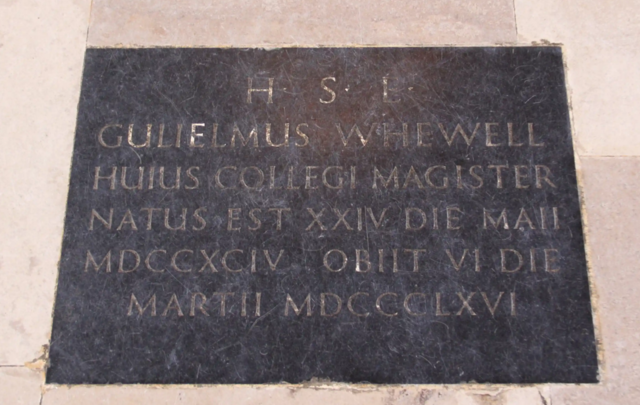 H · S · L ·
GULIELMUS WHEWELL
HUIUS COLLEGI MAGISTER
NATUS EST XXIV DIE MAII
MDCCXCIV OBIIT VI DIE
MARTII MDCCCLXVI